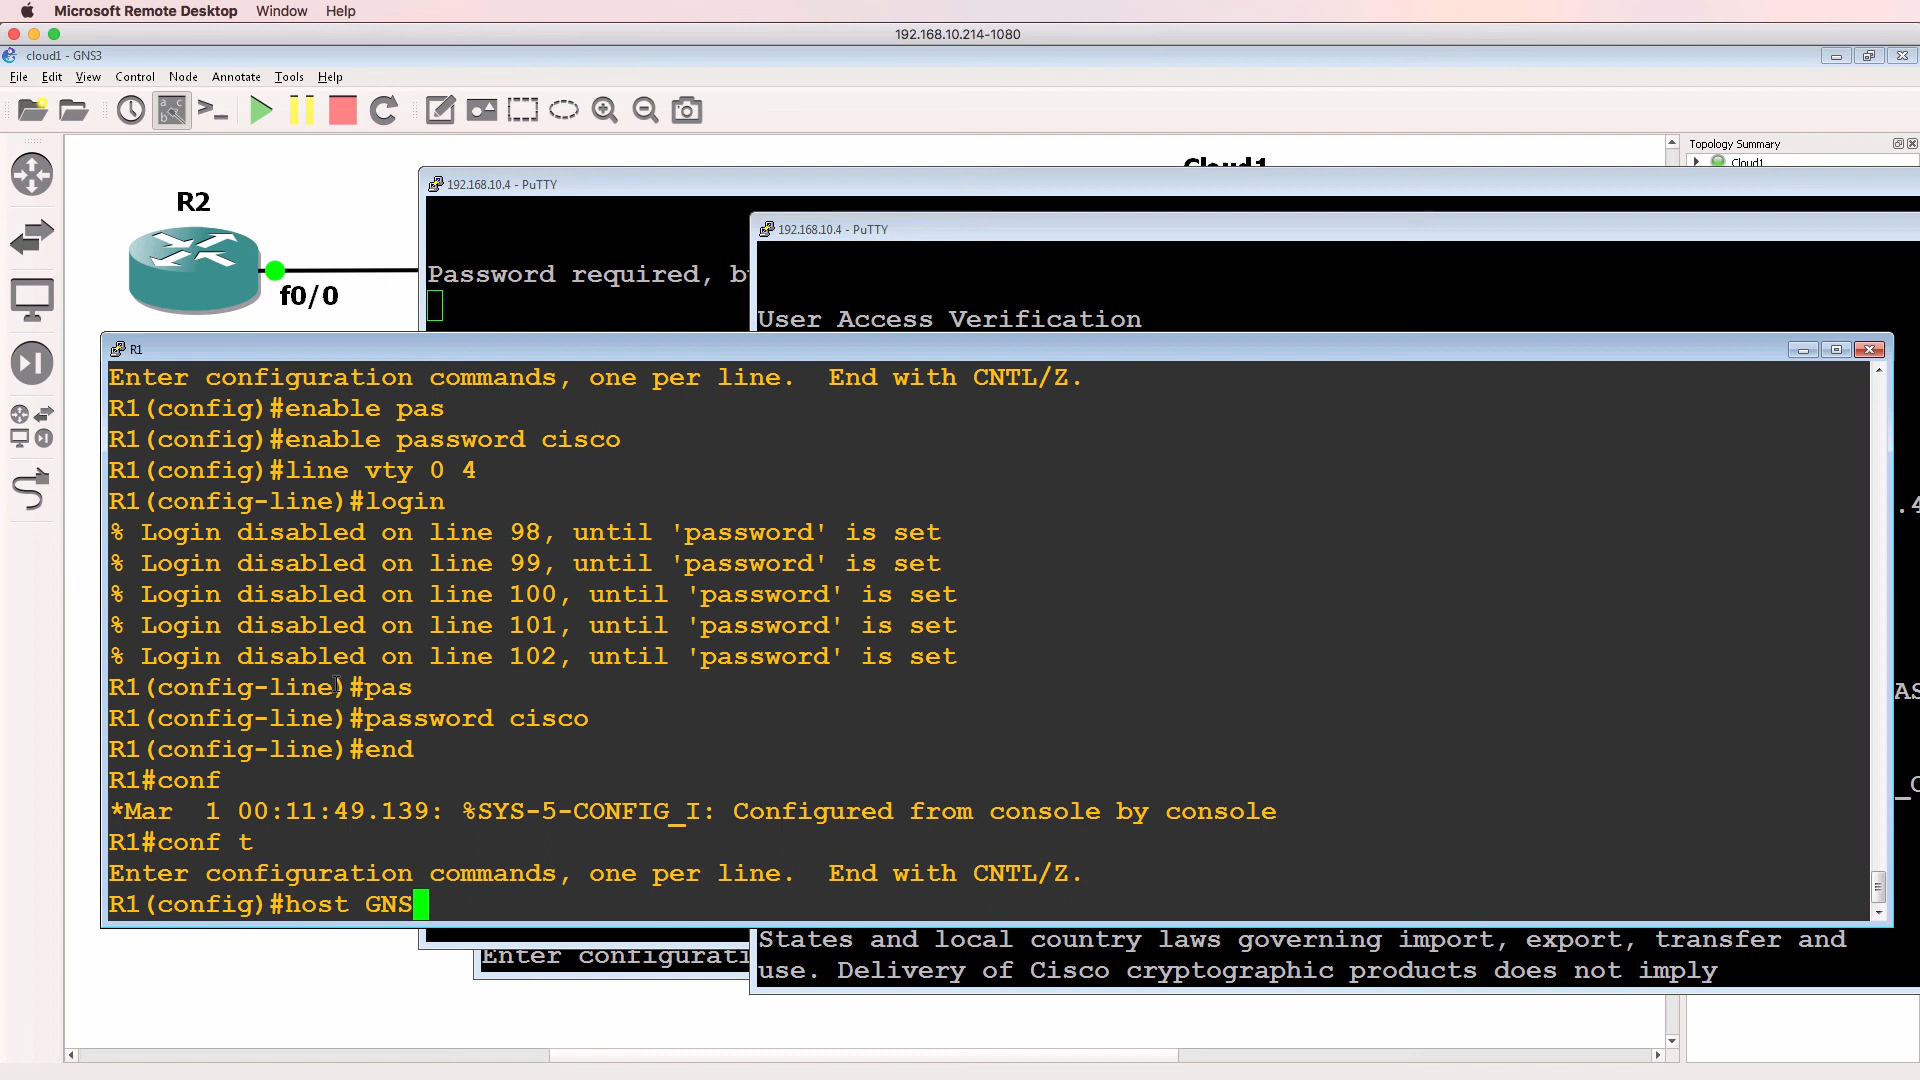 Microsoft Remote Desktop Window Help
192.168.10.214-1080
cloud1 - GNS3
File Edit View Control Node Annotate Tools Help
Topology Summary
Cloud1
Cloud1
R2
f0/0
192.168.10.4 - PuTTY
Password required, b
192.168.10.4 - PuTTY
User Access Verification
R1
Enter configuration commands, one per line.  End with CNTL/Z.
R1(config)#enable pas
R1(config)#enable password cisco
R1(config)#line vty 0 4
R1(config-line)#login
% Login disabled on line 98, until 'password' is set
% Login disabled on line 99, until 'password' is set
% Login disabled on line 100, until 'password' is set
% Login disabled on line 101, until 'password' is set
% Login disabled on line 102, until 'password' is set
R1(config-line)#pas
R1(config-line)#password cisco
R1(config-line)#end
R1#conf
*Mar  1 00:11:49.139: %SYS-5-CONFIG_I: Configured from console by console
R1#conf t
Enter configuration commands, one per line.  End with CNTL/Z.
R1(config)#host GNS
.4
AS
_C
Enter configurati
States and local country laws governing import, export, transfer and
use. Delivery of Cisco cryptographic products does not imply